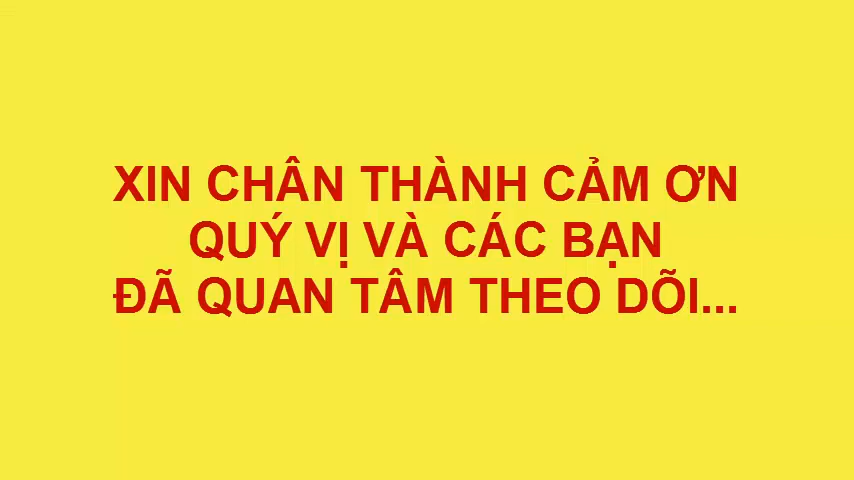 XIN CHÂN THÀNH CẢM ƠN
QUÝ VỊ VÀ CÁC BẠN
ĐÃ QUAN TÂM THEO DÕI...